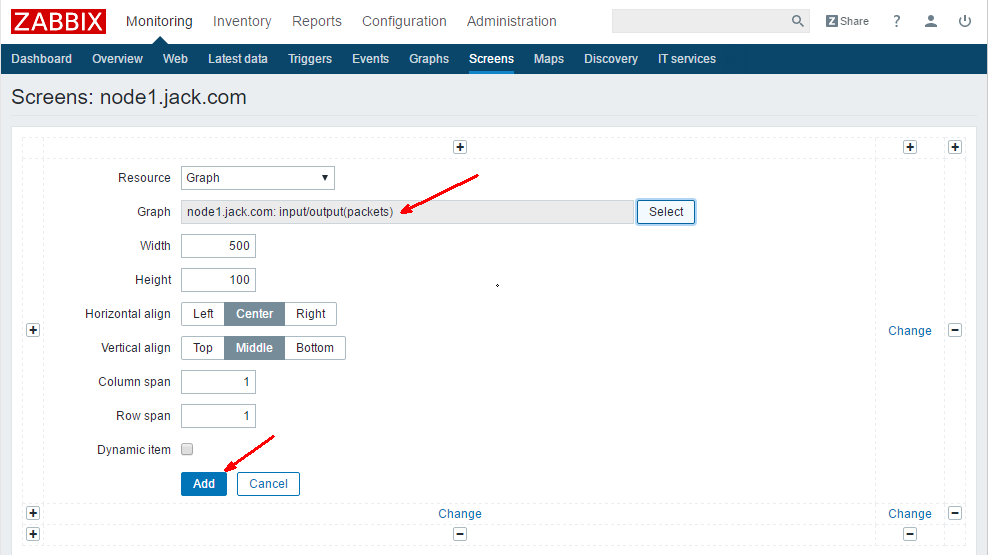 ZABBIX Monitoring Inventory Reports Configuration Administration Z Share ?
Dashboard Overview Web Latest data Triggers Events Graphs Screens Maps Discovery IT services
Screens: node1.jack.com
+ + +
Resource Graph ▼
Graph node1.jack.com: input/output(packets) Select
Width 500
Height 100
Horizontal align Left Center Right
+ Change −
Vertical align Top Middle Bottom
Column span 1
Row span 1
Dynamic item
Add Cancel
+ Change Change −
+ − −